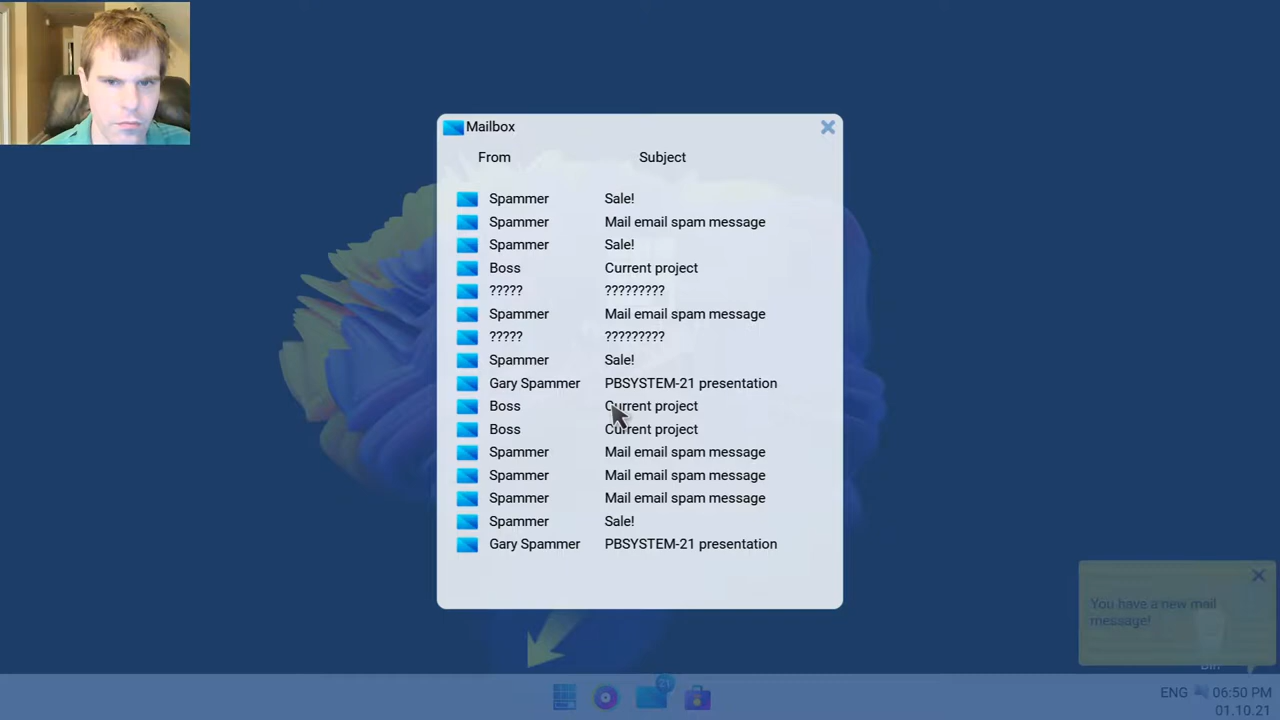 Mailbox
From Subject
Spammer Sale!
Spammer Mail email spam message
Spammer Sale!
Boss Current project
????? ?????????
Spammer Mail email spam message
????? ?????????
Spammer Sale!
Gary Spammer PBSYSTEM-21 presentation
Boss Current project
Boss Current project
Spammer Mail email spam message
Spammer Mail email spam message
Spammer Mail email spam message
Spammer Sale!
Gary Spammer PBSYSTEM-21 presentation
You have a new mail
message!
Bin
21
ENG 06:50 PM
01.10.21